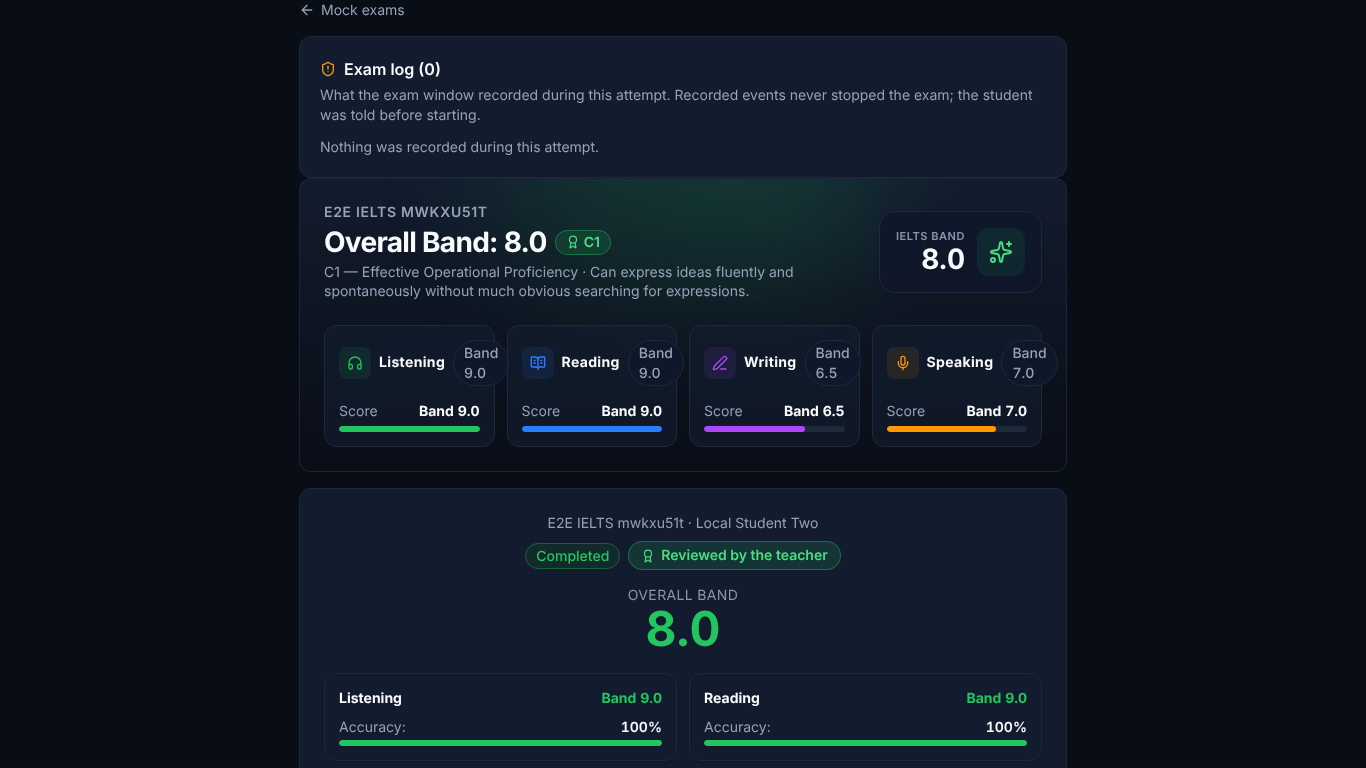 Mock exams
Exam log (0)
What the exam window recorded during this attempt. Recorded events never stopped the exam; the student
was told before starting.
Nothing was recorded during this attempt.
E2E IELTS MWKXU51T
Overall Band: 8.0 C1
C1 — Effective Operational Proficiency · Can express ideas fluently and
spontaneously without much obvious searching for expressions.
IELTS BAND
8.0
Listening
Band
9.0
Score Band 9.0
Reading
Band
9.0
Score Band 9.0
Writing
Band
6.5
Score Band 6.5
Speaking
Band
7.0
Score Band 7.0
E2E IELTS mwkxu51t · Local Student Two
Completed Reviewed by the teacher
OVERALL BAND
8.0
Listening Band 9.0
Accuracy: 100%
Reading Band 9.0
Accuracy: 100%